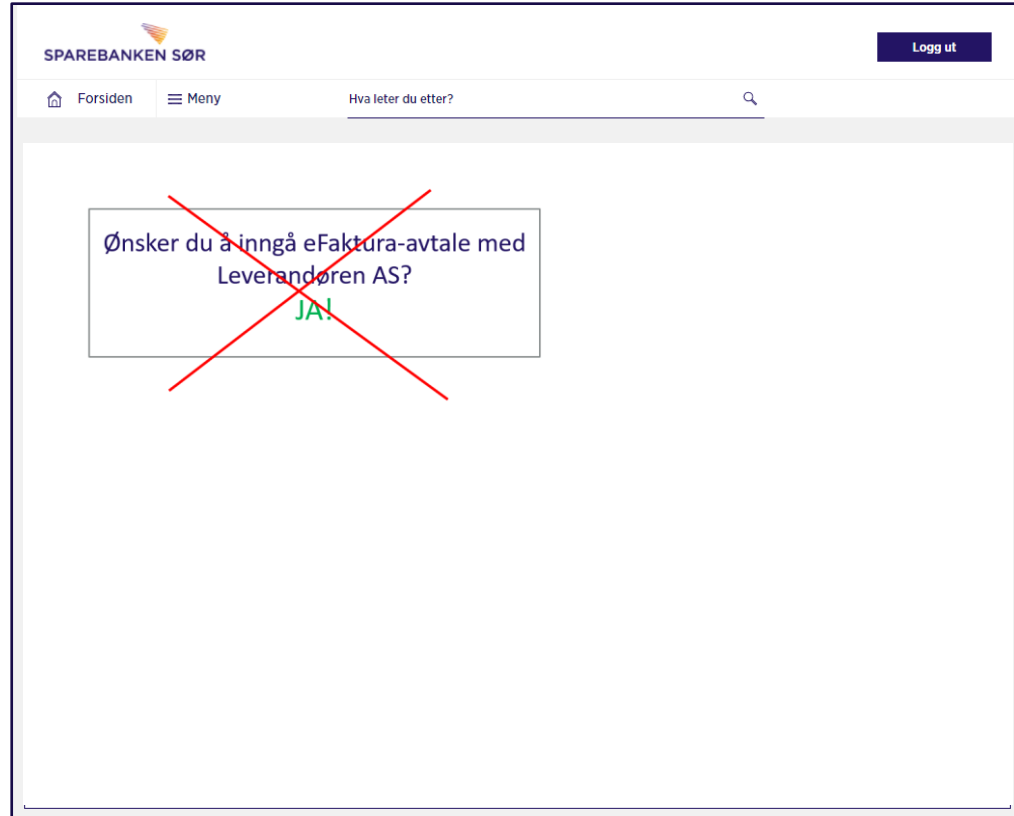 SPAREBANKEN SØR
Logg ut
Forsiden
Meny
Hva leter du etter?
Ønsker du å inngå eFaktura-avtale med
Leverandøren AS?
JA!